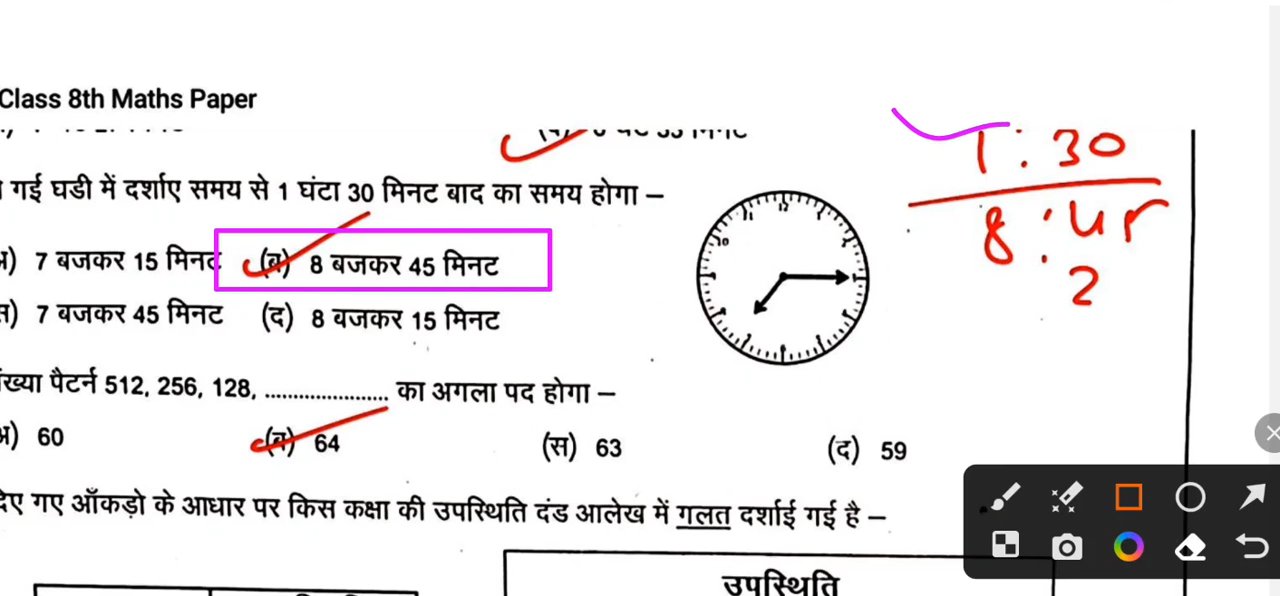 Class 8th Maths Paper
1:30
गई घडी में दर्शाए समय से 1 घंटा 30 मिनट बाद का समय होगा –
8:45
2
7 बजकर 15 मिनट (ब) 8 बजकर 45 मिनट
7 बजकर 45 मिनट (द) 8 बजकर 15 मिनट
पैटर्न 512, 256, 128, ...................... का अगला पद होगा –
60 (ब) 64 (स) 63 (द) 59
गए आँकड़ो के आधार पर किस कक्षा की उपस्थिति दंड आलेख में गलत दर्शाई गई है –
उपस्थिति